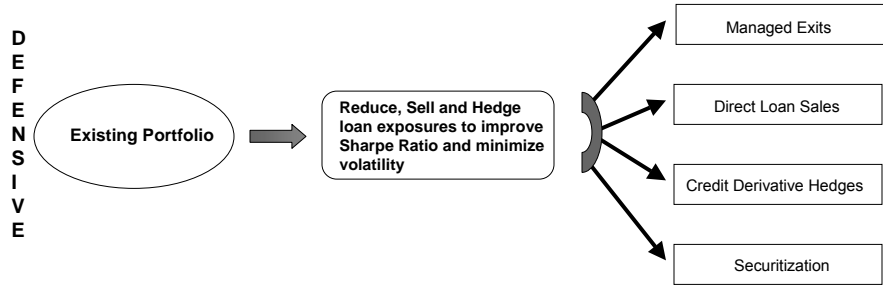 DEFENSIVE
Existing Portfolio
Reduce, Sell and Hedge
loan exposures to improve
Sharpe Ratio and minimize
volatility
Managed Exits
Direct Loan Sales
Credit Derivative Hedges
Securitization